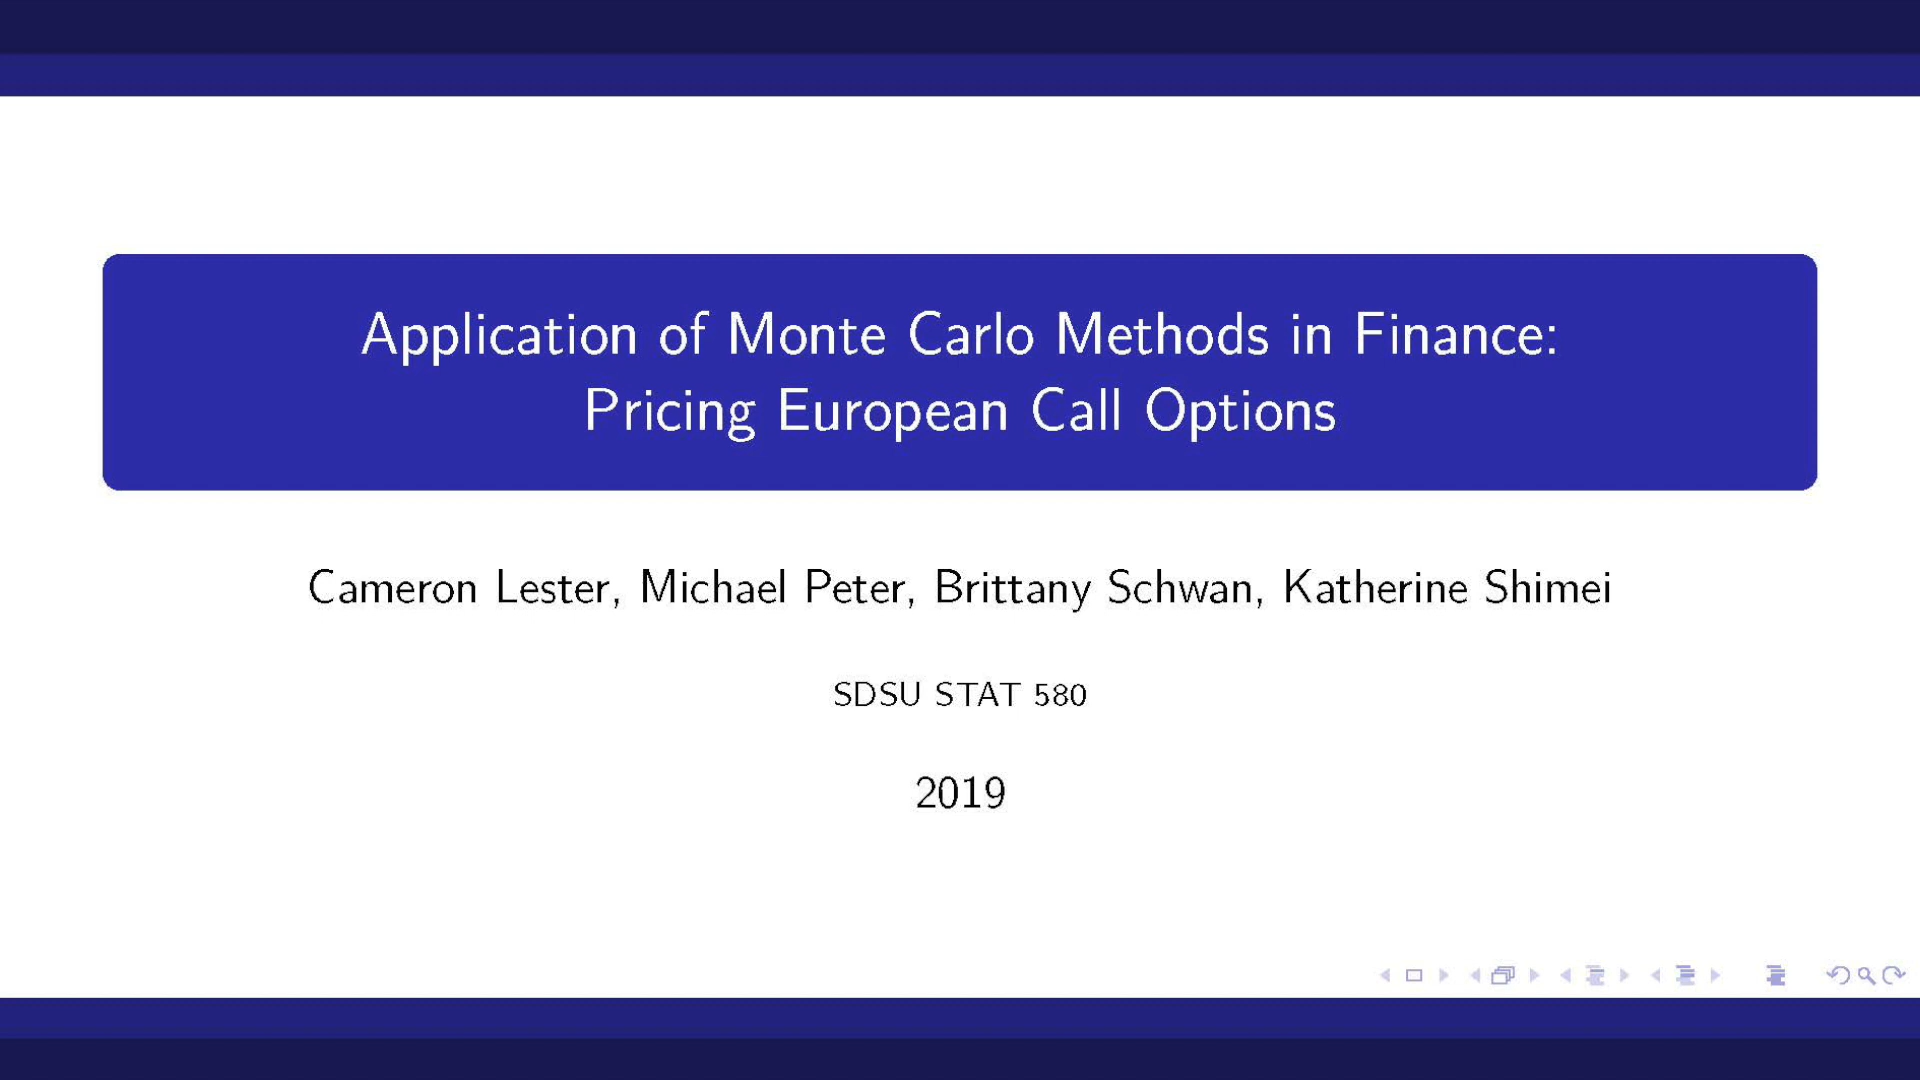 Application of Monte Carlo Methods in Finance:
Pricing European Call Options
Cameron Lester, Michael Peter, Brittany Schwan, Katherine Shimei
SDSU STAT 580
2019